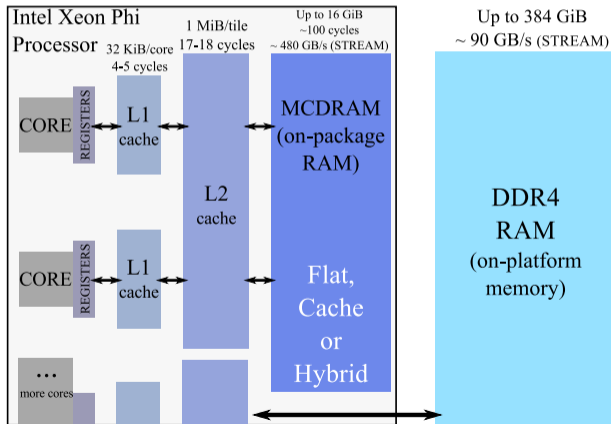 Intel Xeon Phi
Processor
32 KiB/core
4-5 cycles
1 MiB/tile
17-18 cycles
Up to 16 GiB
~100 cycles
~ 480 GB/s (STREAM)
Up to 384 GiB
~ 90 GB/s (STREAM)
CORE
REGISTERS
L1
cache
L2
cache
MCDRAM
(on-package
RAM)
DDR4
RAM
(on-platform
memory)
CORE
REGISTERS
L1
cache
Flat,
Cache
or
Hybrid
...
more cores